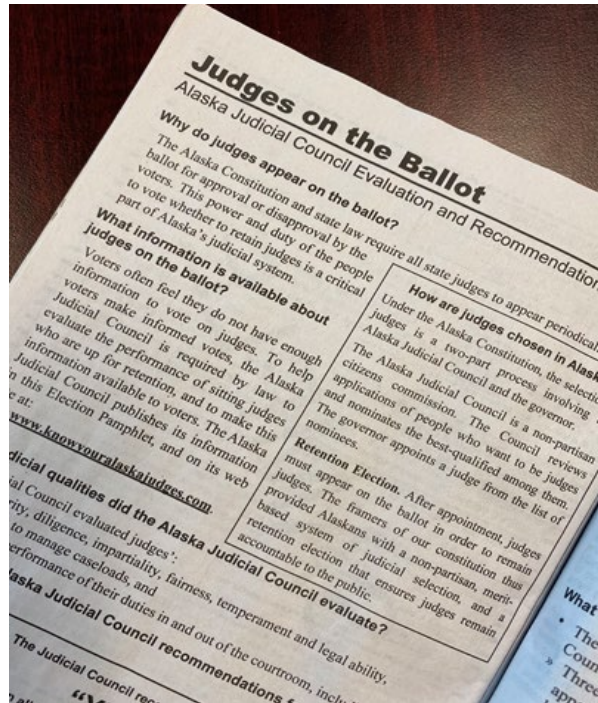 Judges on the Ballot
Alaska Judicial Council Evaluation and Recommendation
Why do judges appear on the ballot?
The Alaska Constitution and state law require all state judges to appear periodical
ballot for approval or disapproval by the
voters. This power and duty of the people
to vote whether to retain judges is a critical
part of Alaska's judicial system.
What information is available about
judges on the ballot?
Voters often feel they do not have enough
information to vote on judges. To help
voters make informed votes, the Alaska
Judicial Council is required by law to
evaluate the performance of sitting judges
who are up for retention, and to make this
information available to voters. The Alaska
Judicial Council publishes its information
this Election Pamphlet, and on its web
at:
www.knowyouralaskajudges.com
How are judges chosen in Alask
Under the Alaska Constitution, the selectio
judges is a two-part process involving
Alaska Judicial Council and the governor.
The Alaska Judicial Council is a non-partisan
citizens commission. The Council reviews
applications of people who want to be judges
and nominates the best-qualified among them.
The governor appoints a judge from the list of
nominees.
Retention Election. After appointment, judges
must appear on the ballot in order to remain
judges. The framers of our constitution thus
provided Alaskans with a non-partisan, merit-
based system of judicial selection, and a
retention election that ensures judges remain
accountable to the public.
dicial qualities did the Alaska Judicial Council evaluate?
ial Council evaluated judges':
rity, diligence, impartiality, fairness, temperament and legal ability,
to manage caseloads, and
erformance of their duties in and out of the courtroom, inclu
laska Judicial Council recommendations
The Judicial Council
What
The
Coun
» Three
app